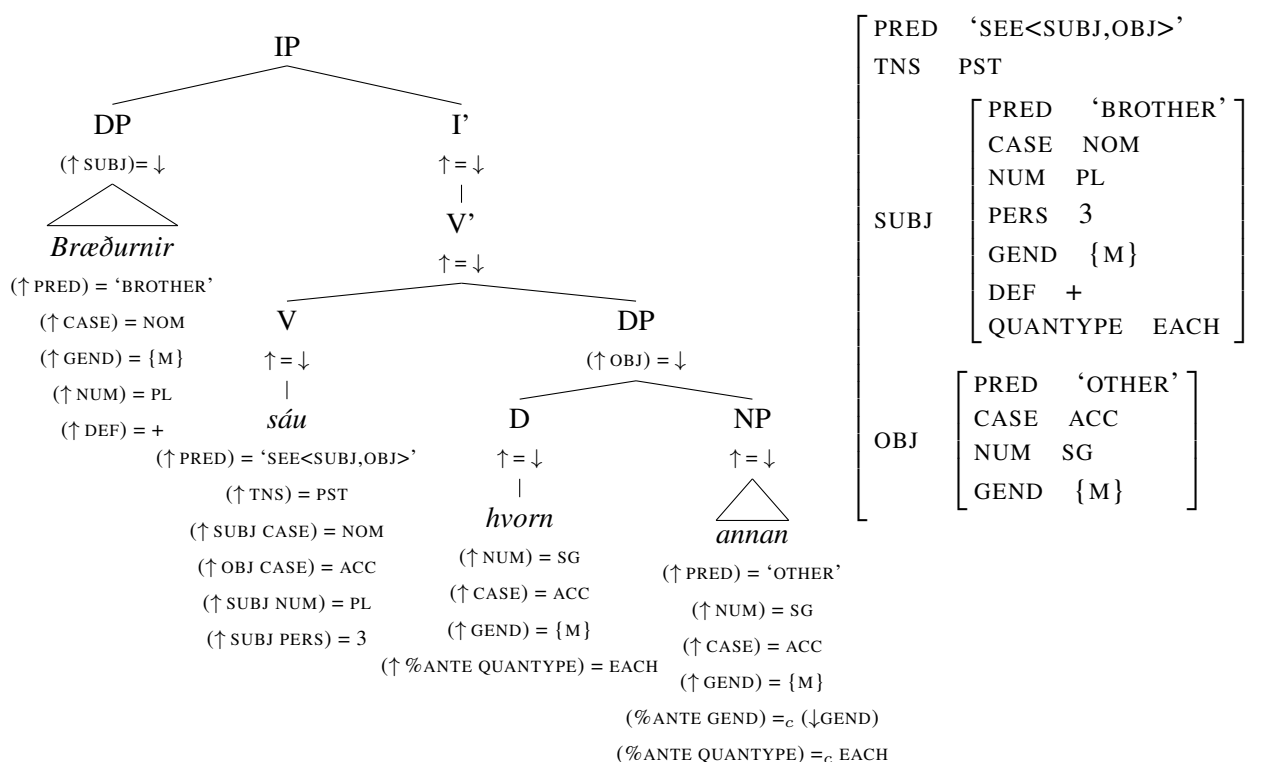 IP
DP
(↑ SUBJ)= ↓
Bræðurnir
(↑ PRED) = ‘BROTHER’
(↑ CASE) = NOM
(↑ GEND) = {M}
(↑ NUM) = PL
(↑ DEF) = +
I’
↑ = ↓
V’
↑ = ↓
V
↑ = ↓
sáu
(↑ PRED) = ‘SEE<SUBJ,OBJ>’
(↑ TNS) = PST
(↑ SUBJ CASE) = NOM
(↑ OBJ CASE) = ACC
(↑ SUBJ NUM) = PL
(↑ SUBJ PERS) = 3
DP
(↑ OBJ) = ↓
D
↑ = ↓
hvorn
(↑ NUM) = SG
(↑ CASE) = ACC
(↑ GEND) = {M}
(↑ %ANTE QUANTYPE) = EACH
NP
↑ = ↓
annan
(↑ PRED) = ‘OTHER’
(↑ NUM) = SG
(↑ CASE) = ACC
(↑ GEND) = {M}
(%ANTE GEND) =c (↓GEND)
(%ANTE QUANTYPE) =c EACH
PRED ‘SEE<SUBJ,OBJ>’
TNS PST
SUBJ
PRED ‘BROTHER’
CASE NOM
NUM PL
PERS 3
GEND {M}
DEF +
QUANTYPE EACH
OBJ
PRED ‘OTHER’
CASE ACC
NUM SG
GEND {M}